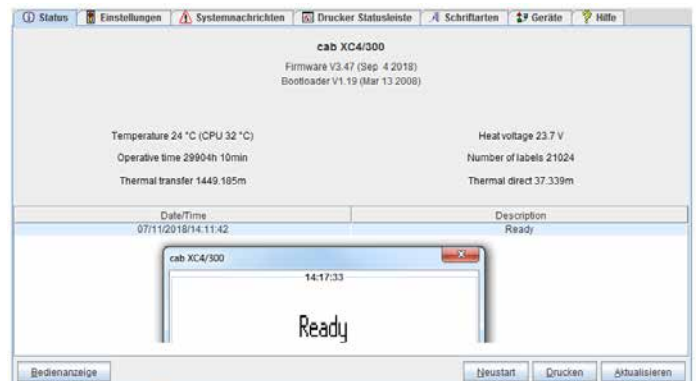 Status Einstellungen Systemnachrichten Drucker Statusleiste Schriftarten Geräte Hilfe
cab XC4/300
Firmware V3.47 (Sep 4 2018)
Bootloader V1.19 (Mar 13 2008)
Temperature 24 °C (CPU 32 °C) Heat voltage 23.7 V
Operative time 29904h 10min Number of labels 21024
Thermal transfer 1449.185m Thermal direct 37.339m
Date/Time Description
07/11/2018/14.11:42 Ready
cab XC4/300
14:17:33
Ready
Bedienanzeige Neustart Drucken Aktualisieren